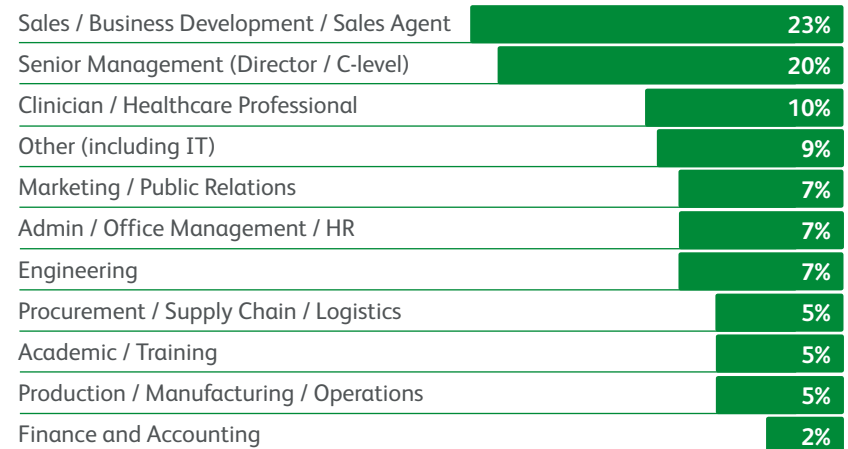 Sales / Business Development / Sales Agent 23%
Senior Management (Director / C-level) 20%
Clinician / Healthcare Professional 10%
Other (including IT) 9%
Marketing / Public Relations 7%
Admin / Office Management / HR 7%
Engineering 7%
Procurement / Supply Chain / Logistics 5%
Academic / Training 5%
Production / Manufacturing / Operations 5%
Finance and Accounting 2%